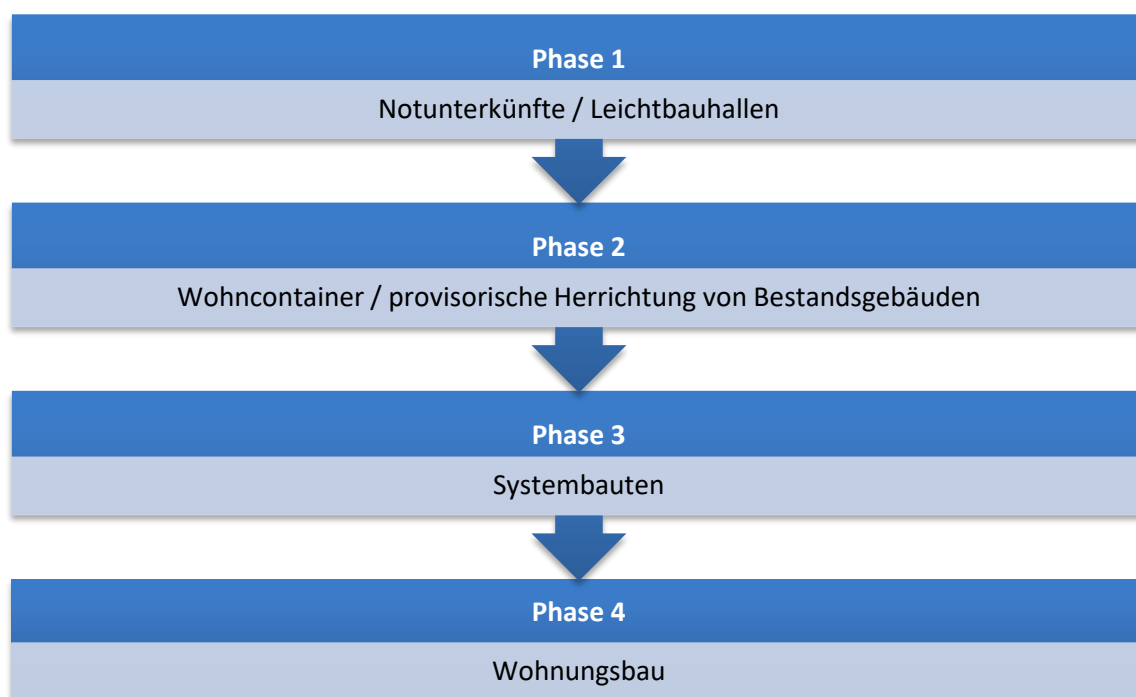 Phase 1
Notunterkünfte / Leichtbauhallen
Phase 2
Wohncontainer / provisorische Herrichtung von Bestandsgebäuden
Phase 3
Systembauten
Phase 4
Wohnungsbau